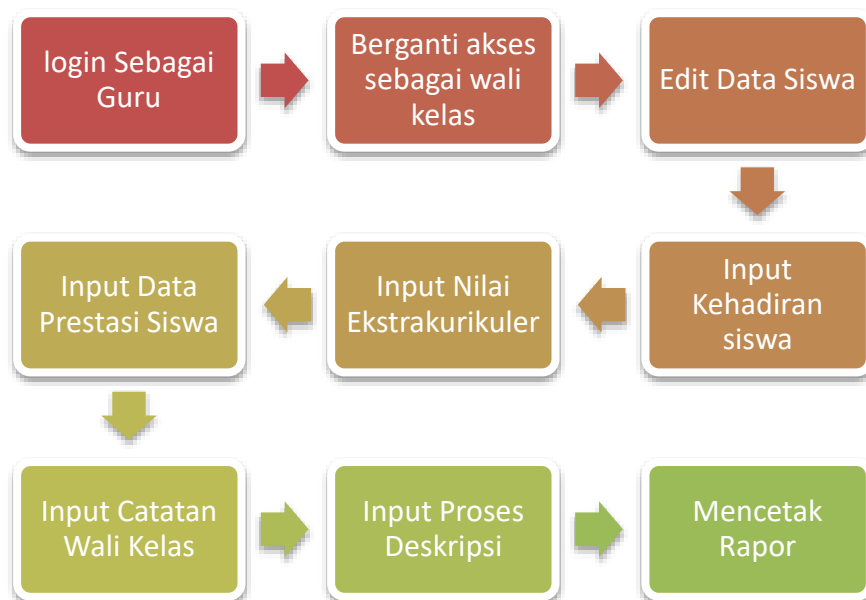 login Sebagai
Guru
Berganti akses
sebagai wali
kelas
Edit Data Siswa
Input
Kehadiran
siswa
Input Nilai
Ekstrakurikuler
Input Data
Prestasi Siswa
Input Catatan
Wali Kelas
Input Proses
Deskripsi
Mencetak
Rapor